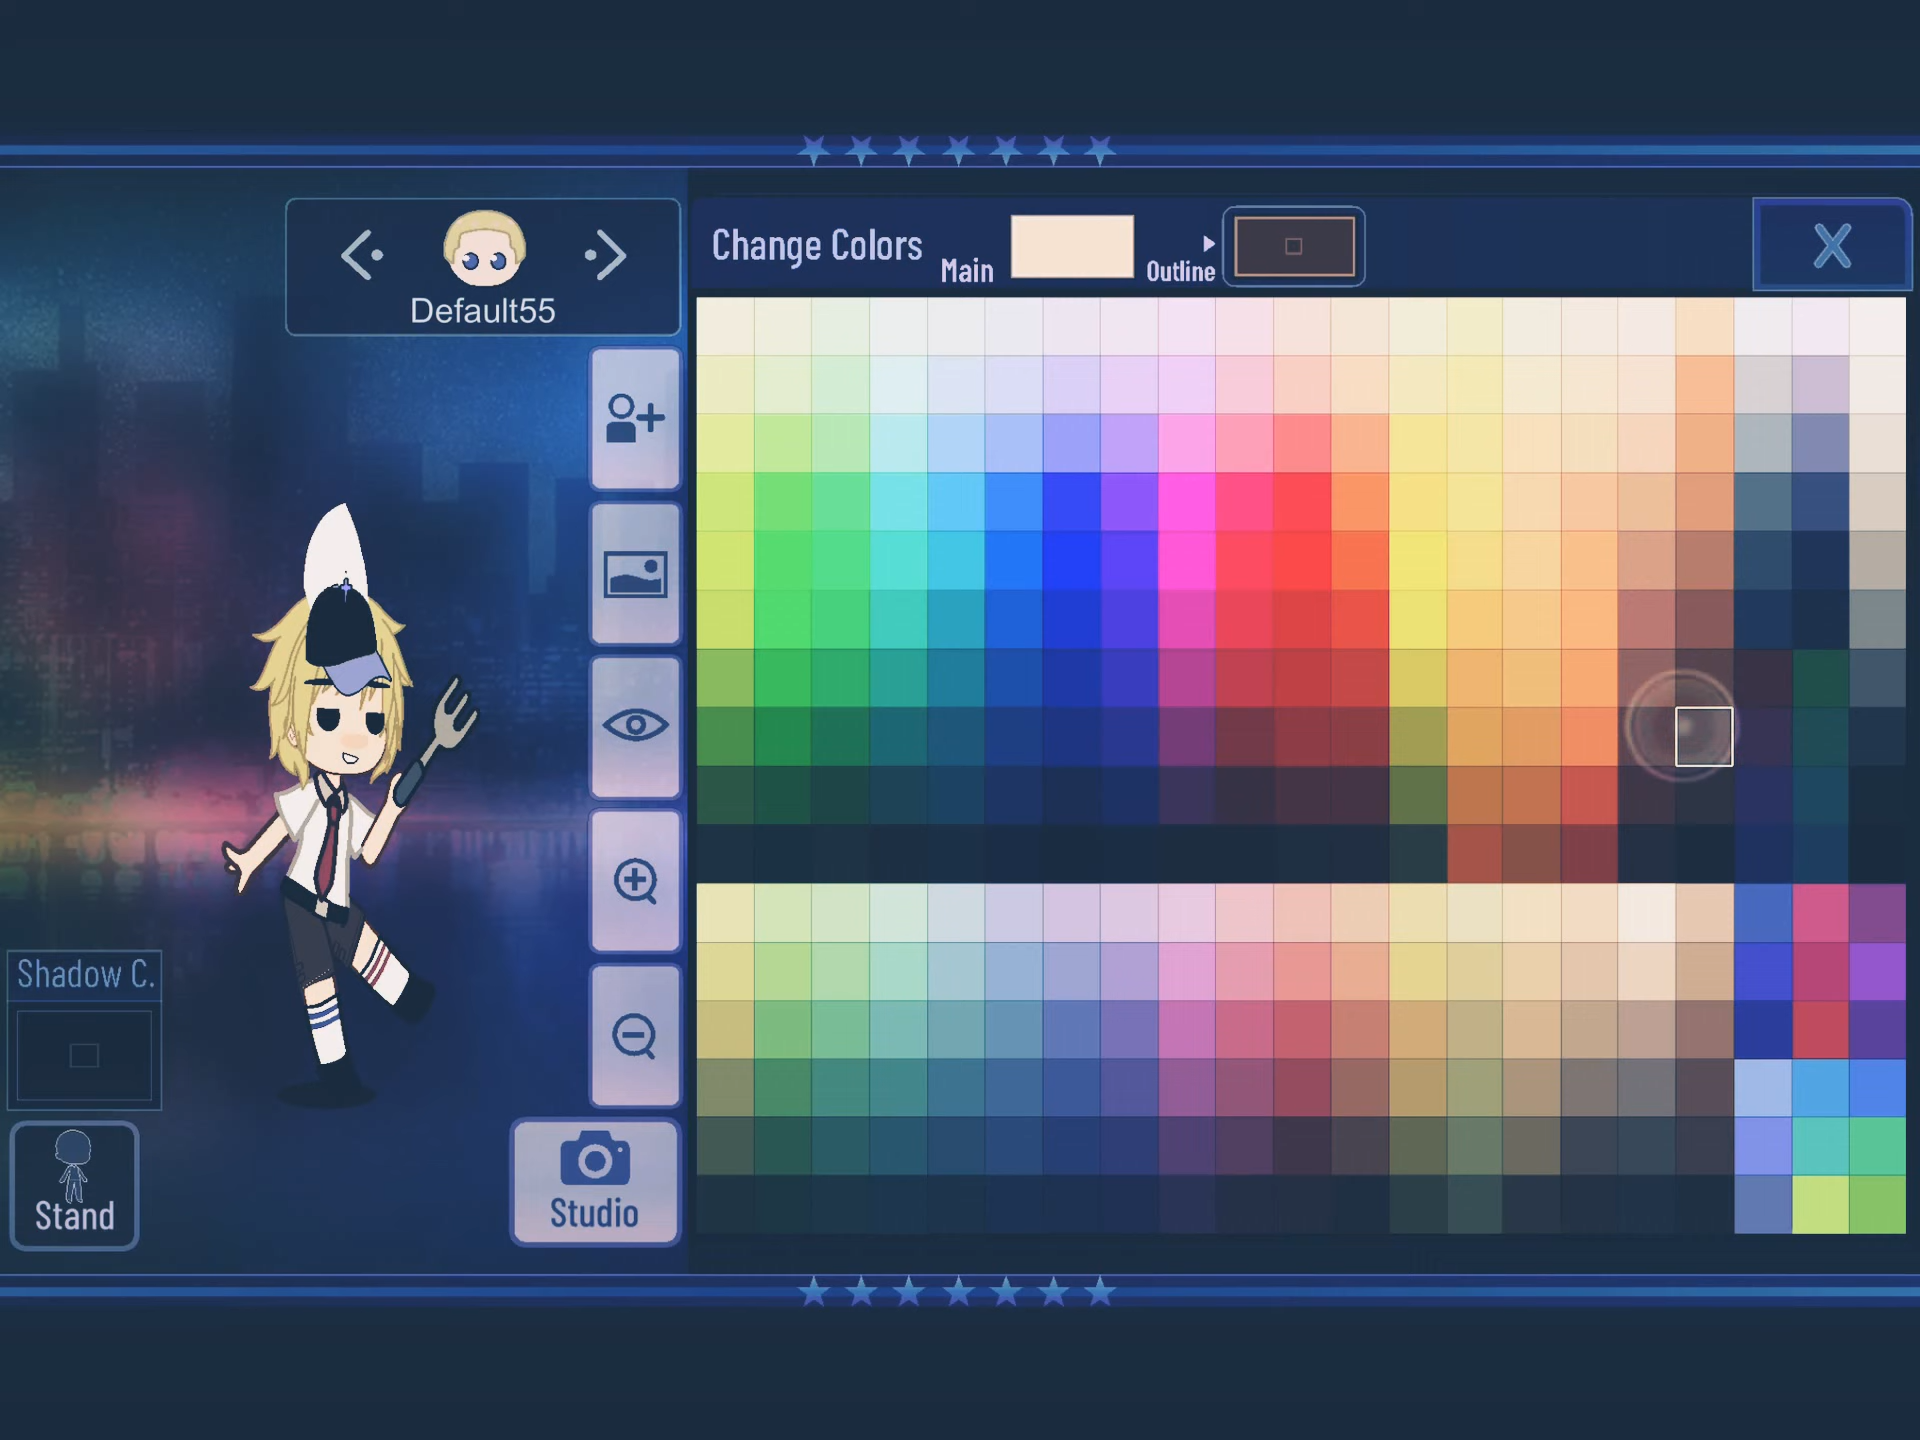 Default55
Change Colors
Main
Outline
X
Shadow C.
Stand
Studio